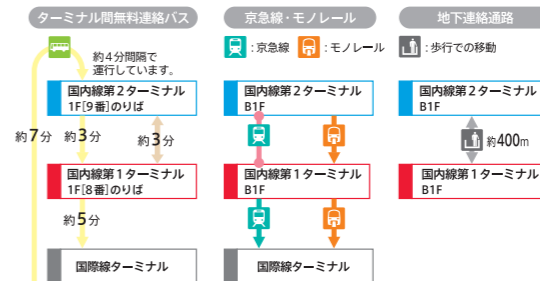 ターミナル間無料連絡バス
約4分間隔で
運行しています。
国内線第2ターミナル
1F[9番]のりば
約7分
約3分
約3分
国内線第1ターミナル
1F[8番]のりば
約5分
国際線ターミナル
京急線・モノレール
:京急線
:モノレール
国内線第2ターミナル
B1F
国内線第1ターミナル
B1F
国際線ターミナル
地下連絡通路
:歩行での移動
国内線第2ターミナル
B1F
約400m
国内線第1ターミナル
B1F